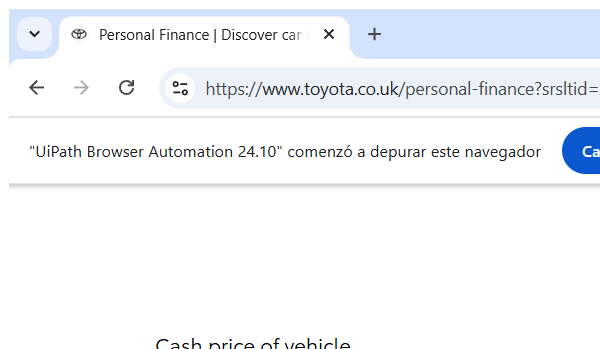 Personal Finance | Discover car
https://www.toyota.co.uk/personal-finance?srsltid=
"UiPath Browser Automation 24.10" comenzó a depurar este navegador
Ca
Cash price of vehicle